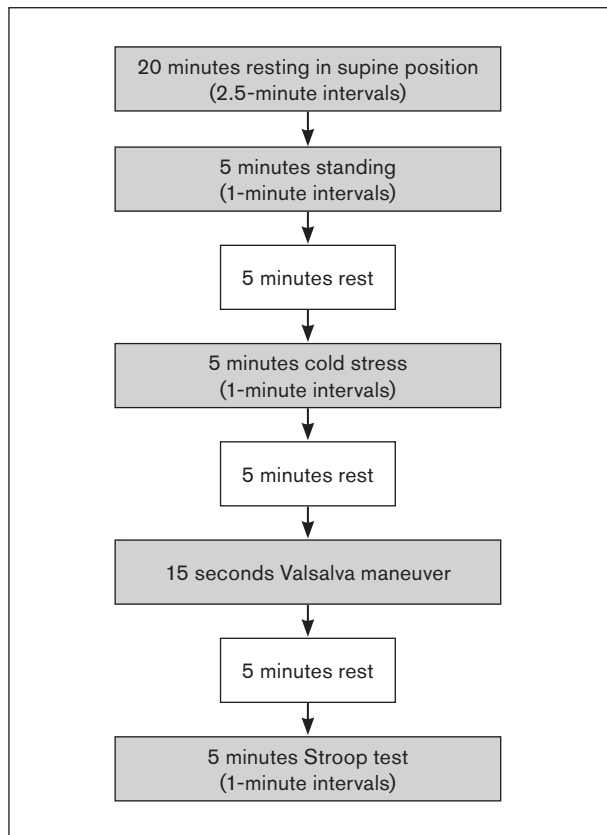 20 minutes resting in supine position
(2.5-minute intervals)
5 minutes standing
(1-minute intervals)
5 minutes rest
5 minutes cold stress
(1-minute intervals)
5 minutes rest
15 seconds Valsalva maneuver
5 minutes rest
5 minutes Stroop test
(1-minute intervals)